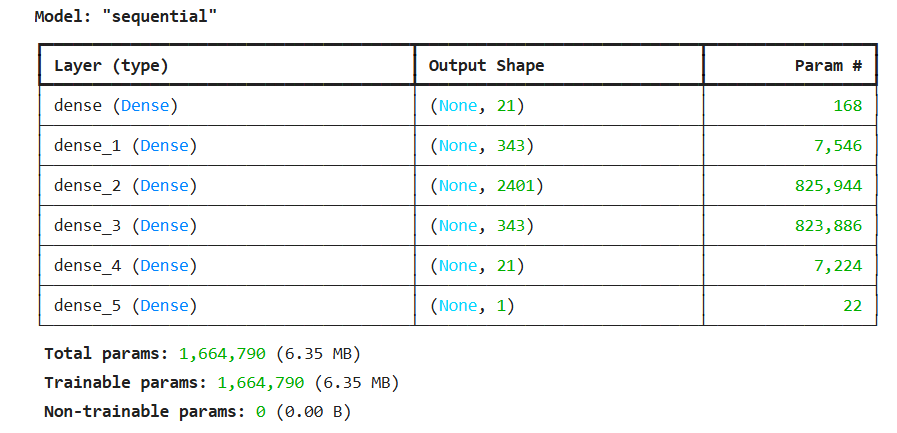 Model: "sequential"
Layer (type) Output Shape Param #
dense (Dense) (None, 21) 168
dense_1 (Dense) (None, 343) 7,546
dense_2 (Dense) (None, 2401) 825,944
dense_3 (Dense) (None, 343) 823,886
dense_4 (Dense) (None, 21) 7,224
dense_5 (Dense) (None, 1) 22
Total params: 1,664,790 (6.35 MB)
Trainable params: 1,664,790 (6.35 MB)
Non-trainable params: 0 (0.00 B)